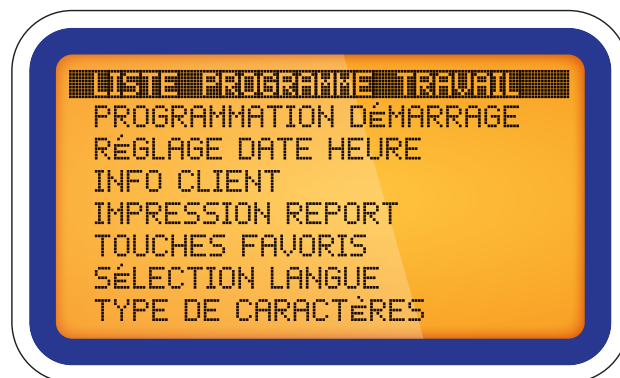 LISTE PROGRAMME TRAVAIL
PROGRAMMATION DéMARRAGE
RéGLAGE DATE HEURE
INFO CLIENT
IMPRESSION REPORT
TOUCHES FAVORIS
SéLECTION LANGUE
TYPE DE CARACTèRES